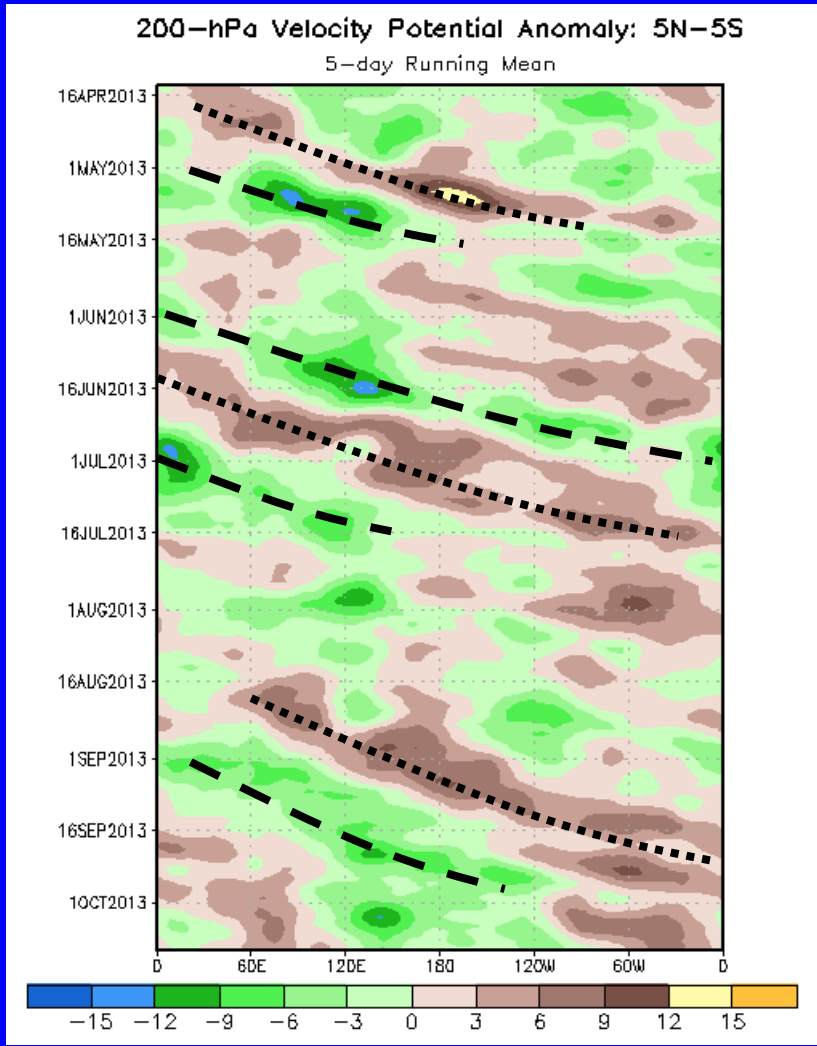 200-hPa Velocity Potential Anomaly: 5N-5S
5-day Running Mean
16APR2013
1MAY2013
16MAY2013
1JUN2013
16JUN2013
1JUL2013
16JUL2013
1AUG2013
16AUG2013
1SEP2013
16SEP2013
1OCT2013
0 60E 120E 180 120W 60W 0
-15 -12 -9 -6 -3 0 3 6 9 12 15